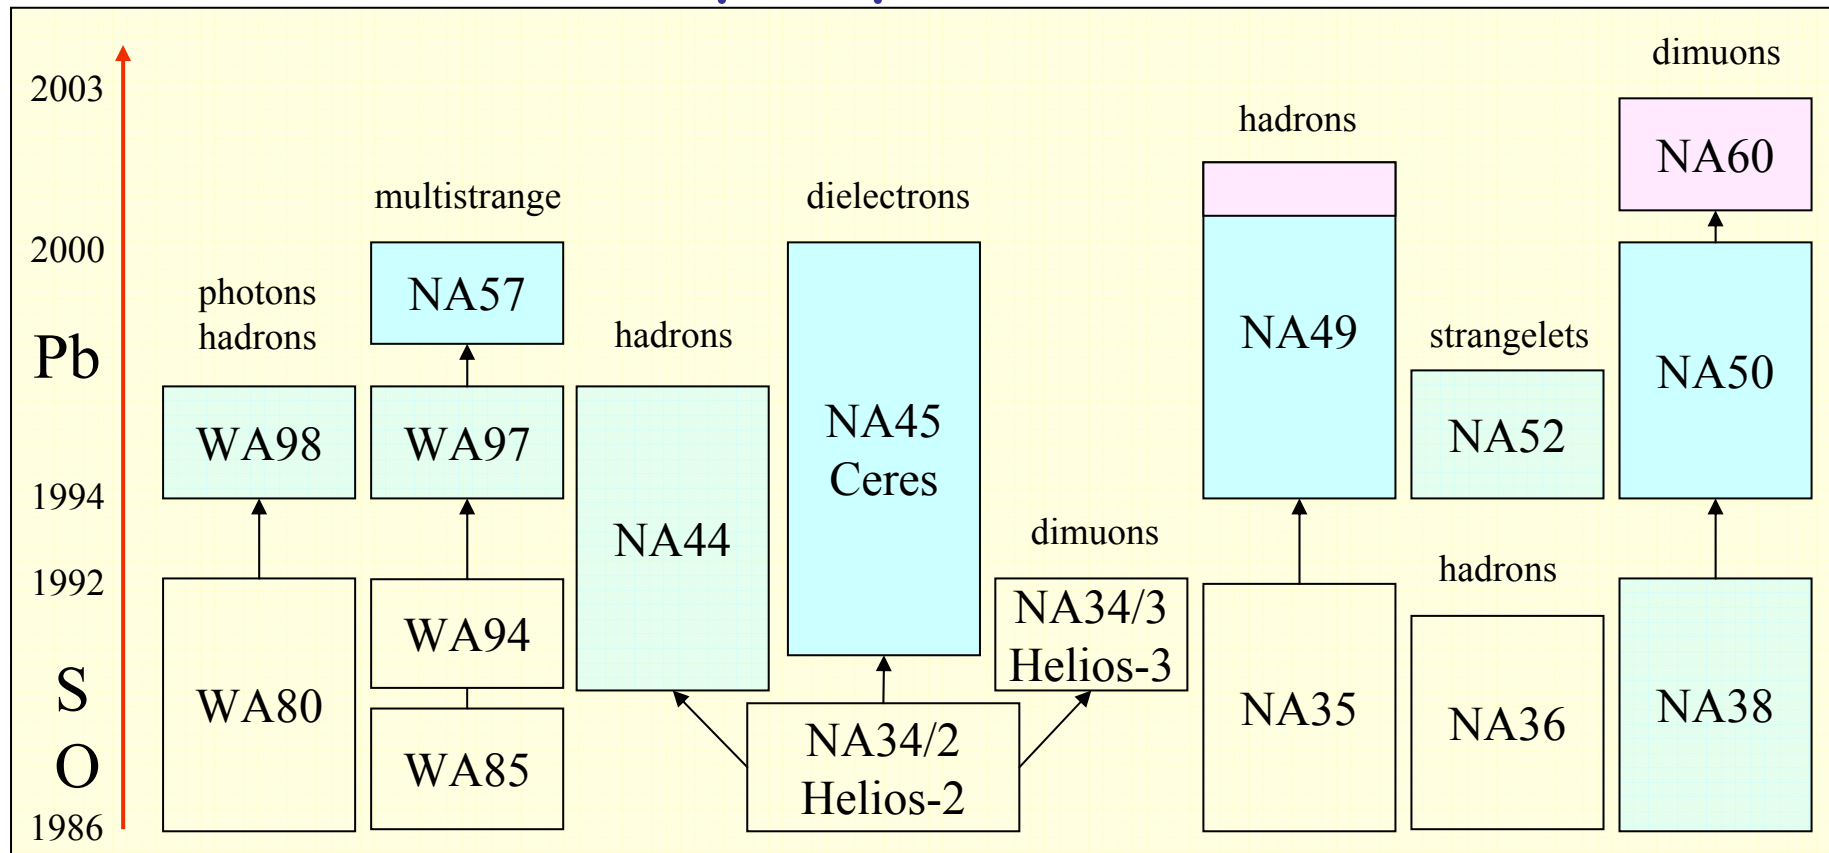 dimuons
2003
hadrons
NA60
multistrange
dielectrons
2000
photons
hadrons
NA57
Pb
hadrons
NA49
strangelets
NA50
WA98
WA97
NA45
Ceres
NA52
1994
NA44
dimuons
1992
hadrons
WA94
NA34/3
Helios-3
S
WA80
NA35
NA36
NA38
O
WA85
NA34/2
Helios-2
1986